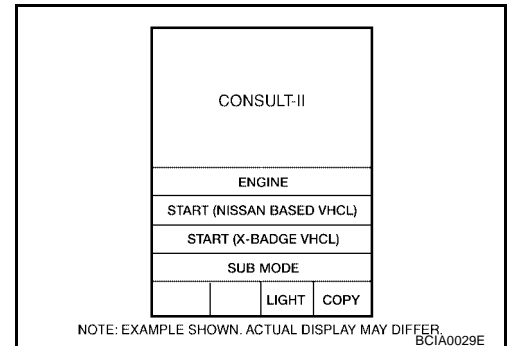 CONSULT-II
ENGINE
START (NISSAN BASED VHCL)
START (X-BADGE VHCL)
SUB MODE
LIGHT COPY
NOTE: EXAMPLE SHOWN. ACTUAL DISPLAY MAY DIFFER.
BCIA0029E